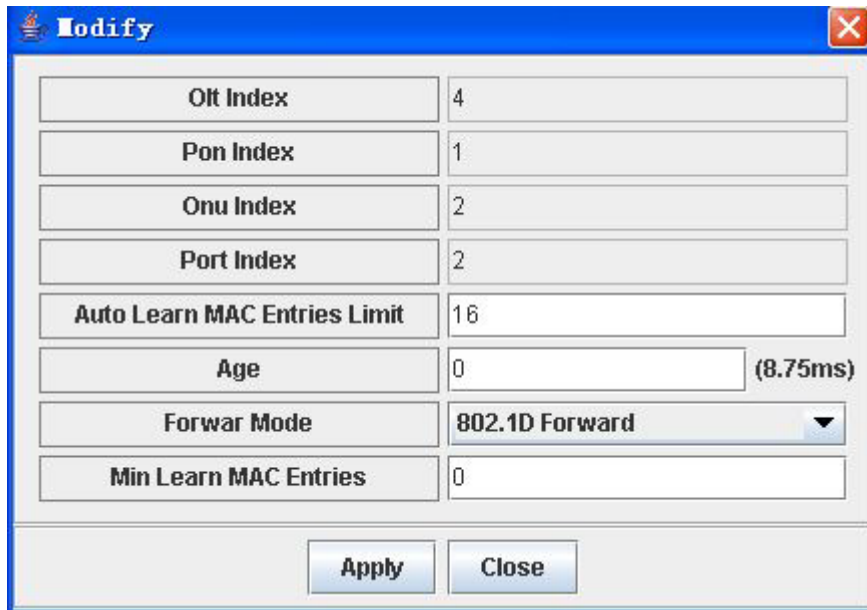 Modify
Olt Index 4
Pon Index 1
Onu Index 2
Port Index 2
Auto Learn MAC Entries Limit 16
Age 0 (8.75ms)
Forwar Mode 802.1D Forward
Min Learn MAC Entries 0
Apply Close